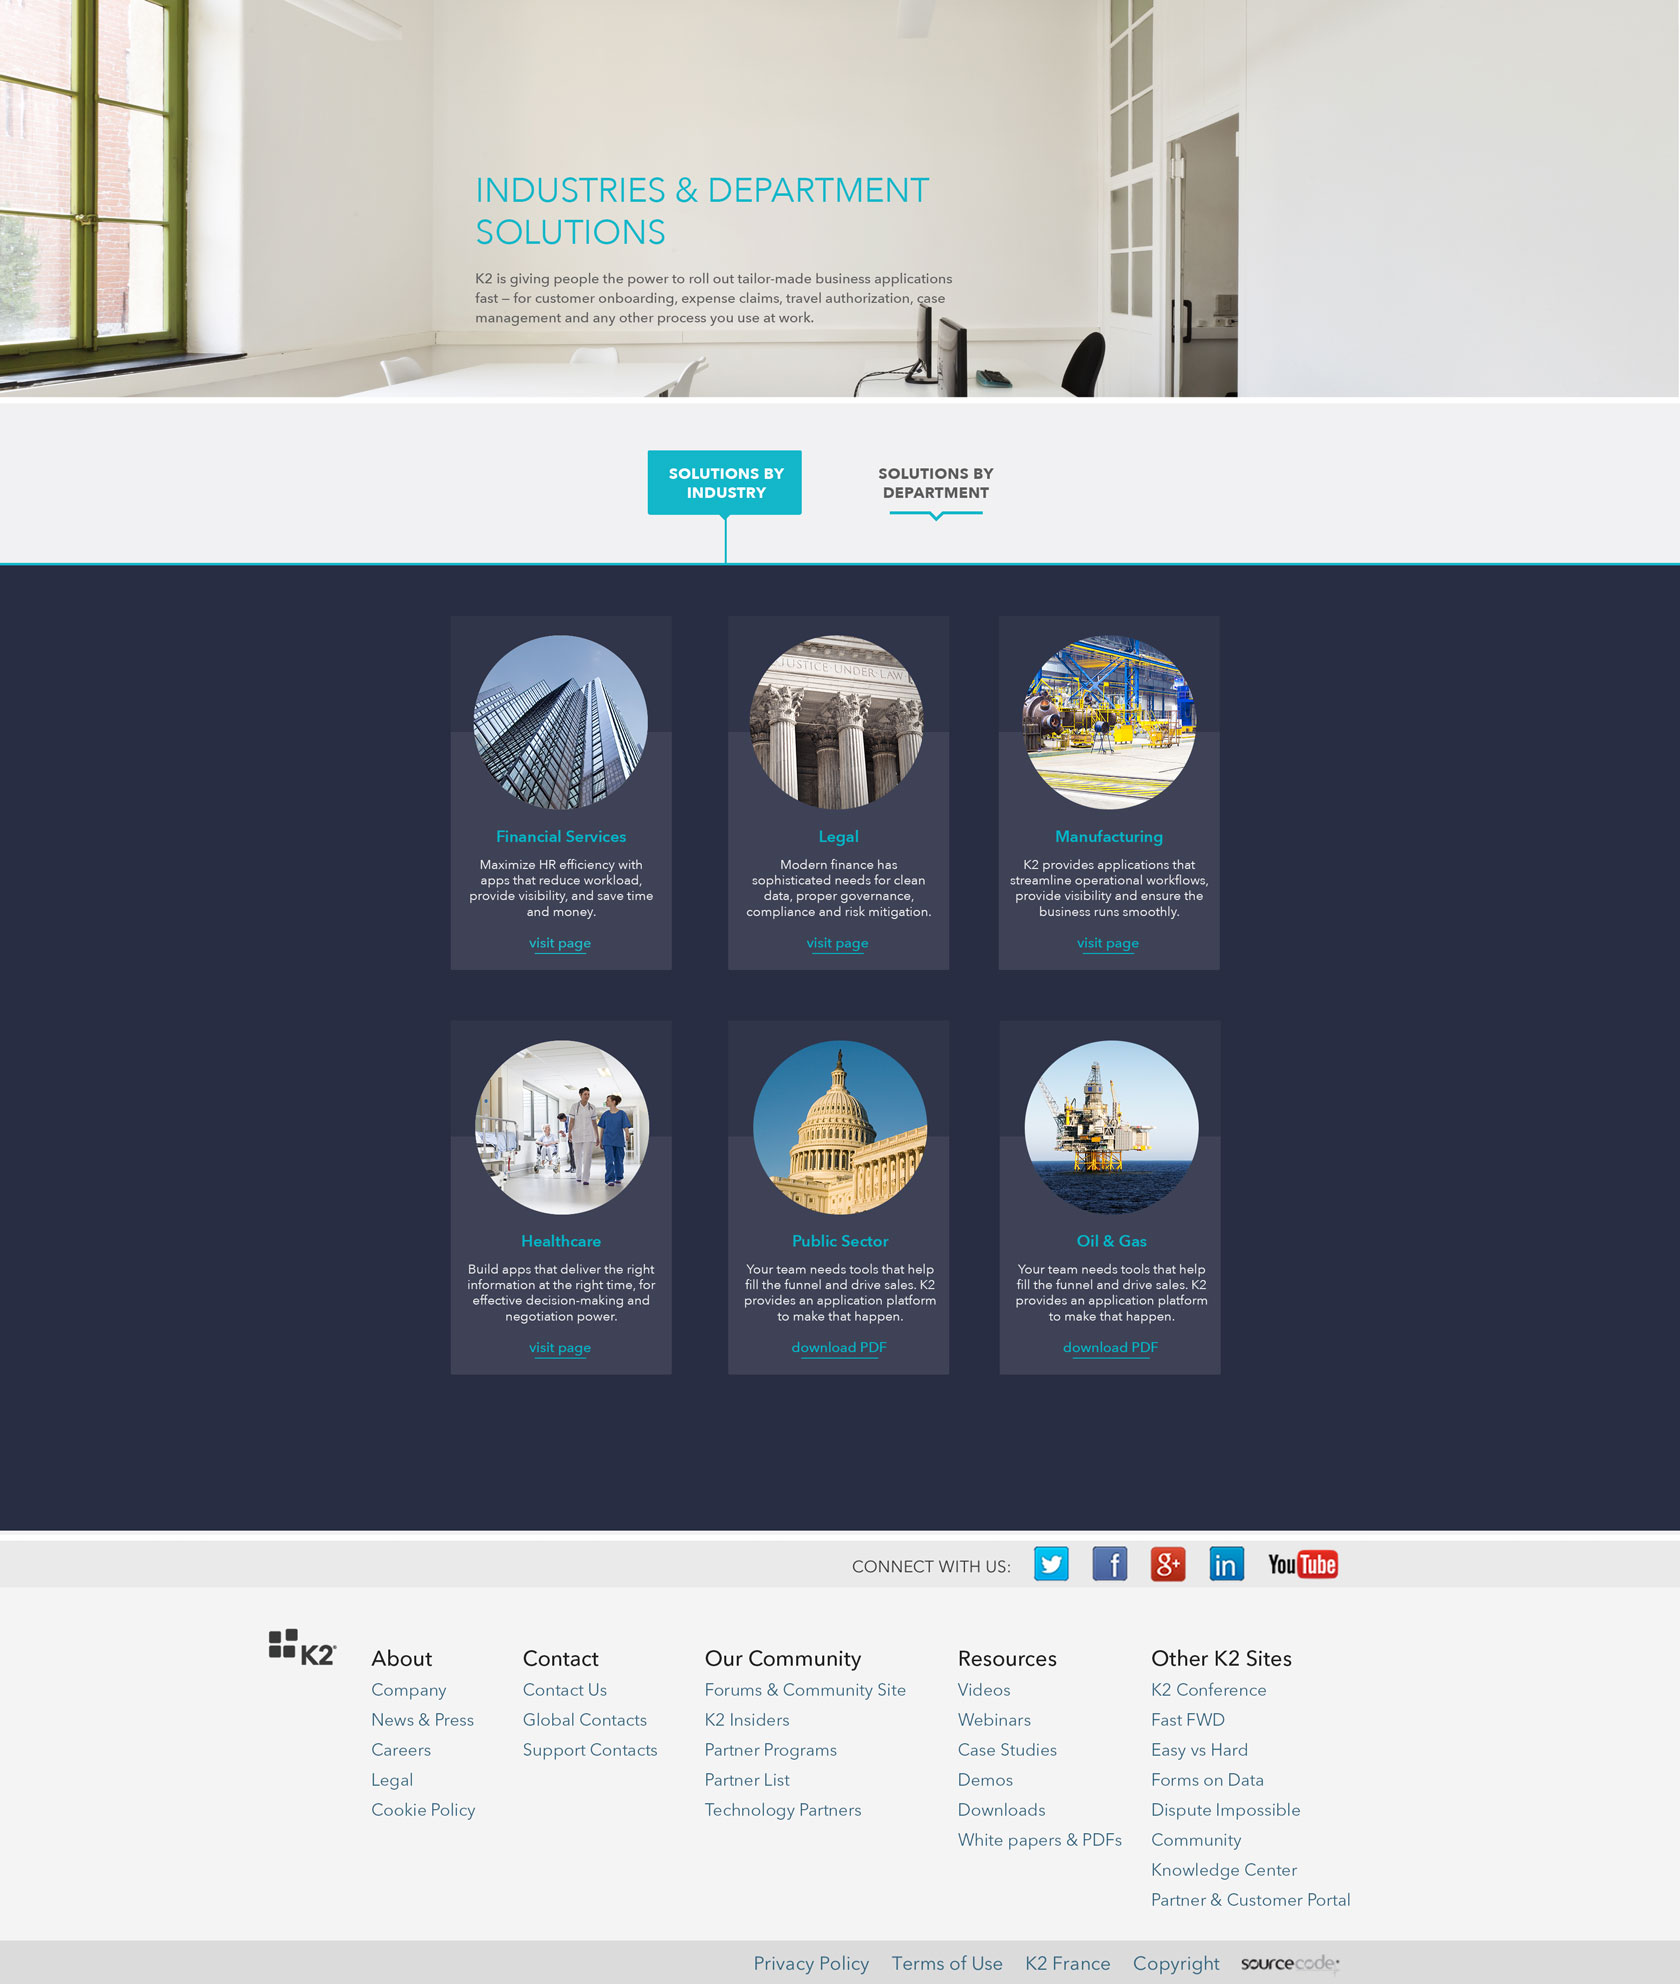 INDUSTRIES & DEPARTMENT
SOLUTIONS
K2 is giving people the power to roll out tailor-made business applications
fast – for customer onboarding, expense claims, travel authorization, case
management and any other process you use at work.
SOLUTIONS BY
INDUSTRY
SOLUTIONS BY
DEPARTMENT
JUSTICE · UNDER · LAW
Financial Services
Maximize HR efficiency with
apps that reduce workload,
provide visibility, and save time
and money.
visit page
Legal
Modern finance has
sophisticated needs for clean
data, proper governance,
compliance and risk mitigation.
visit page
Manufacturing
K2 provides applications that
streamline operational workflows,
provide visibility and ensure the
business runs smoothly.
visit page
Healthcare
Build apps that deliver the right
information at the right time, for
effective decision-making and
negotiation power.
visit page
Public Sector
Your team needs tools that help
fill the funnel and drive sales. K2
provides an application platform
to make that happen.
download PDF
Oil & Gas
Your team needs tools that help
fill the funnel and drive sales. K2
provides an application platform
to make that happen.
download PDF
CONNECT WITH US:
f
g+
in
YouTube
K2
About
Company
News & Press
Careers
Legal
Cookie Policy
Contact
Contact Us
Global Contacts
Support Contacts
Our Community
Forums & Community Site
K2 Insiders
Partner Programs
Partner List
Technology Partners
Resources
Videos
Webinars
Case Studies
Demos
Downloads
White papers & PDFs
Other K2 Sites
K2 Conference
Fast FWD
Easy vs Hard
Forms on Data
Dispute Impossible
Community
Knowledge Center
Partner & Customer Portal
Privacy Policy Terms of Use K2 France Copyright sourcecode